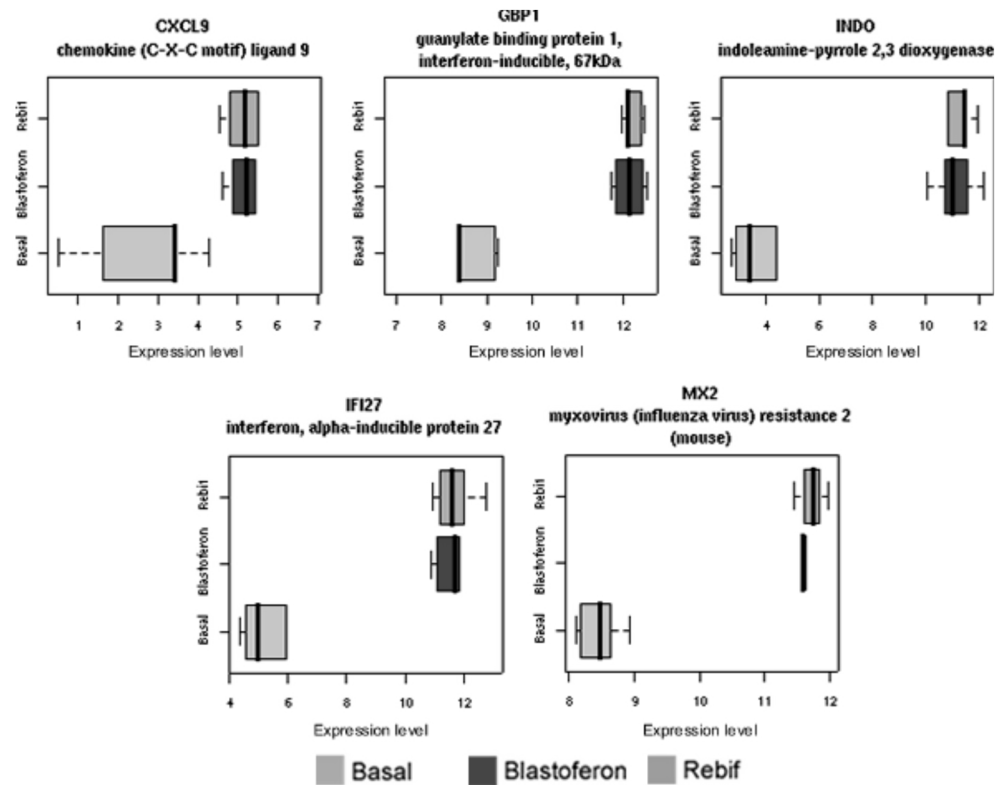 CXCL9
chemokine (C-X-C motif) ligand 9
Rebif
Blastoferon
Basal
1 2 3 4 5 6 7
Expression level
GBP1
guanylate binding protein 1,
interferon-inducible, 67kDa
Rebif
Blastoferon
Basal
7 8 9 10 11 12
Expression level
INDO
indoleamine-pyrrole 2,3 dioxygenase
Rebif
Blastoferon
Basal
4 6 8 10 12
Expression level
IFI27
interferon, alpha-inducible protein 27
Rebif
Blastoferon
Basal
4 6 8 10 12
Expression level
MX2
myxovirus (influenza virus) resistance 2
(mouse)
Rebif
Blastoferon
Basal
8 9 10 11 12
Expression level
Basal Blastoferon Rebif